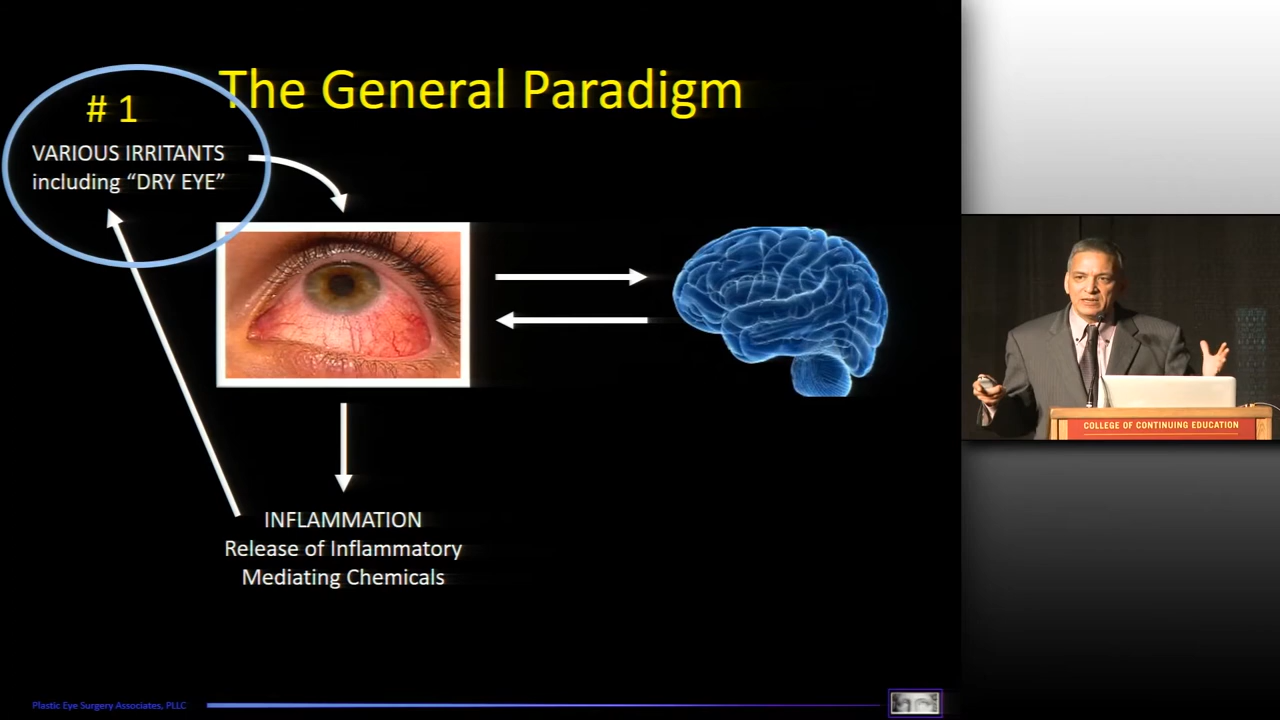 The General Paradigm
# 1
VARIOUS IRRITANTS
including “DRY EYE”
INFLAMMATION
Release of Inflammatory
Mediating Chemicals
Plastic Eye Surgery Associates, PLLC
COLLEGE OF CONTINUING EDUCATION